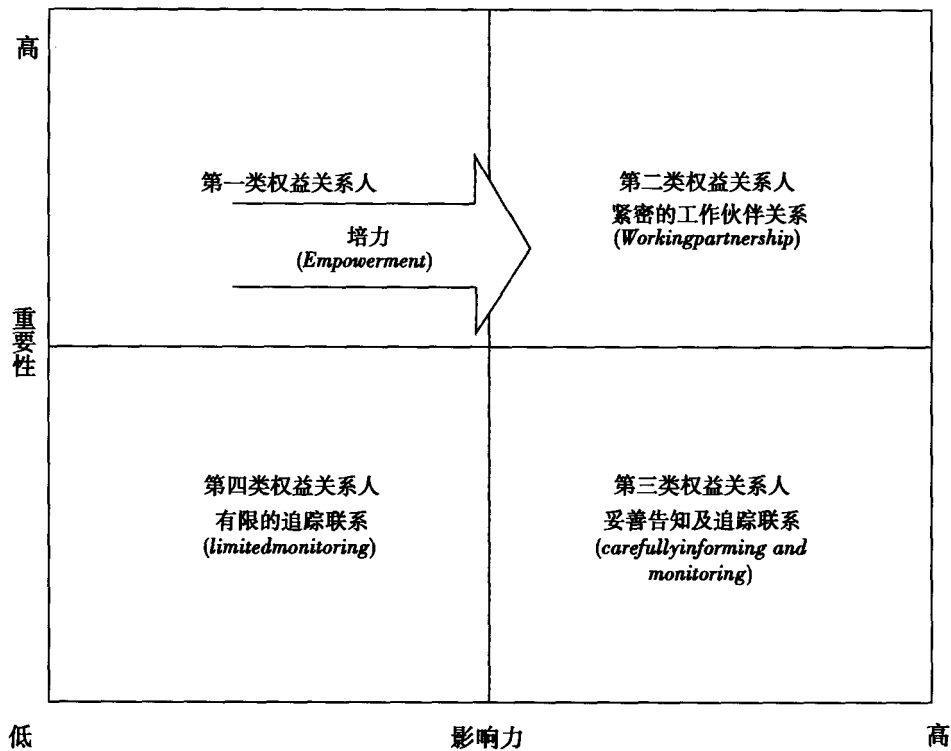 高
第一类权益关系人
培力
(Empowerment)
第二类权益关系人
紧密的工作伙伴关系
(Workingpartnership)
重要性
第四类权益关系人
有限的追踪联系
(limitedmonitoring)
第三类权益关系人
妥善告知及追踪联系
(carefullyinforming and
monitoring)
低
影响力
高